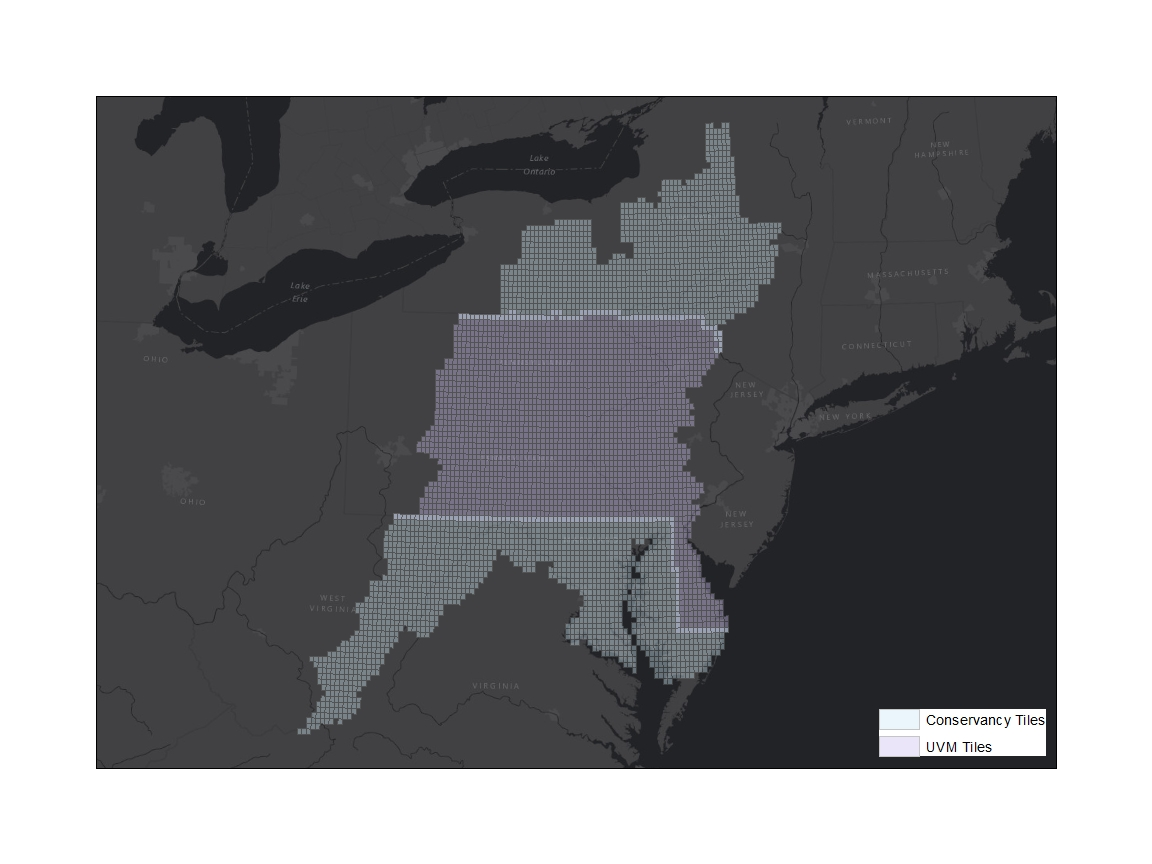 VERMONT
NEW
HAMPSHIRE
Lake
Ontario
MASSACHUSETTS
Lake
Erie
CONNECTICUT
OHIO
NEW
JERSEY
NEW YORK
OHIO
NEW
JERSEY
WEST
VIRGINIA
VIRGINIA
Conservancy Tiles
UVM Tiles